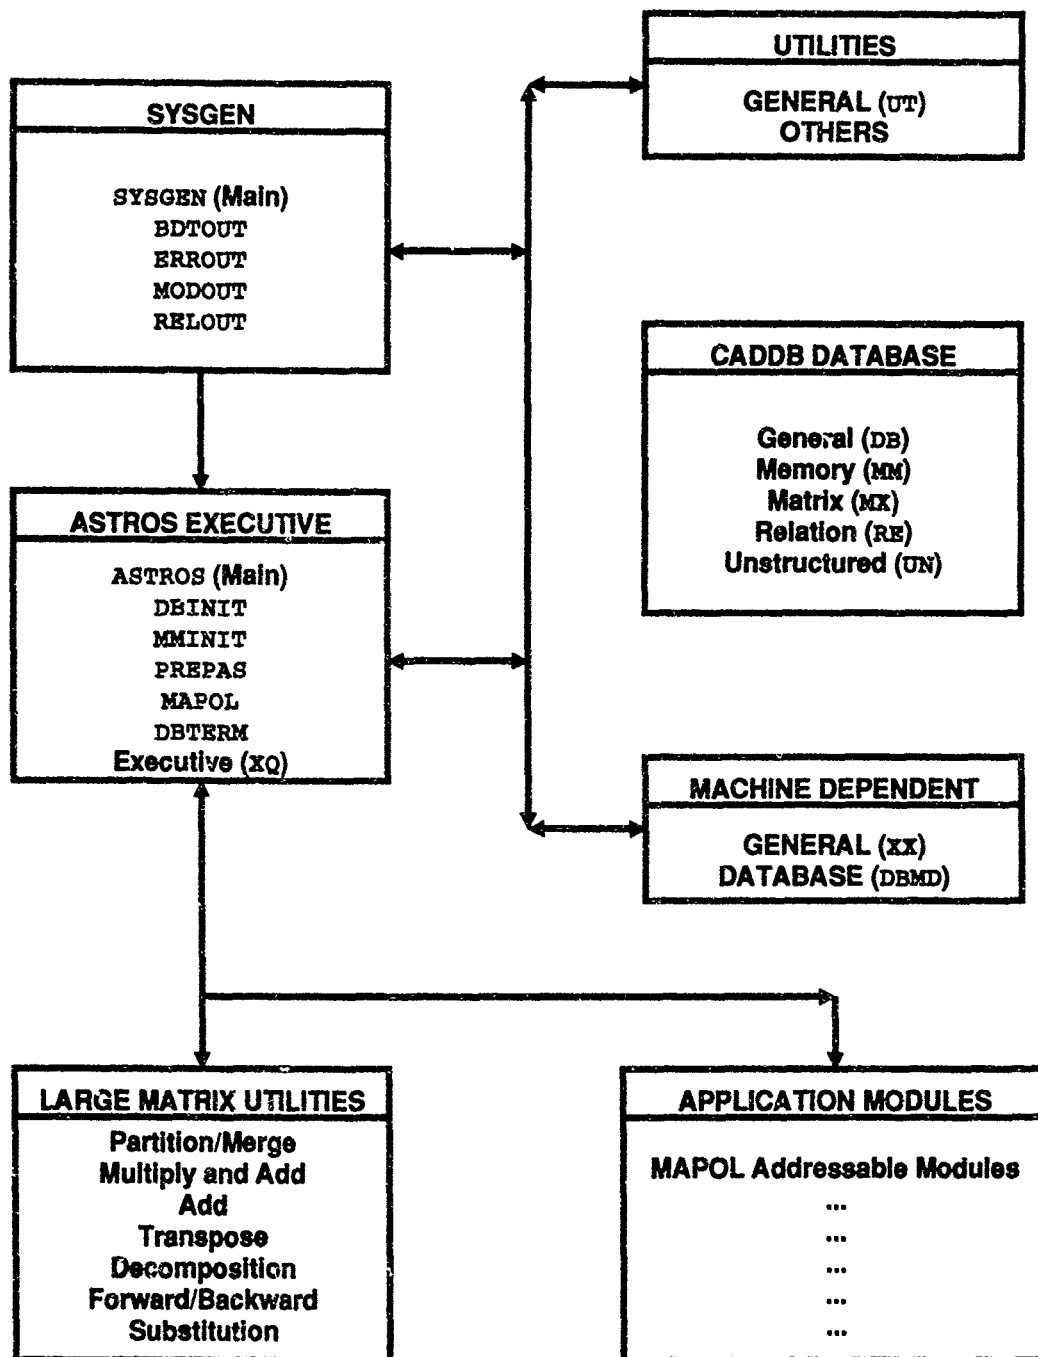 UTILITIES
GENERAL (UT)
OTHERS
SYSGEN
SYSGEN (Main)
BDTOUT
ERROUT
MODOUT
RELOUT
CADDB DATABASE
General (DB)
Memory (MM)
Matrix (MX)
Relation (RE)
Unstructured (UN)
ASTROS EXECUTIVE
ASTROS (Main)
DBINIT
MMINIT
PREPAS
MAPOL
DBTERM
Executive (XQ)
MACHINE DEPENDENT
GENERAL (XX)
DATABASE (DBMD)
LARGE MATRIX UTILITIES
Partition/Merge
Multiply and Add
Add
Transpose
Decomposition
Forward/Backward
Substitution
APPLICATION MODULES
MAPOL Addressable Modules
...
...
...
...
...